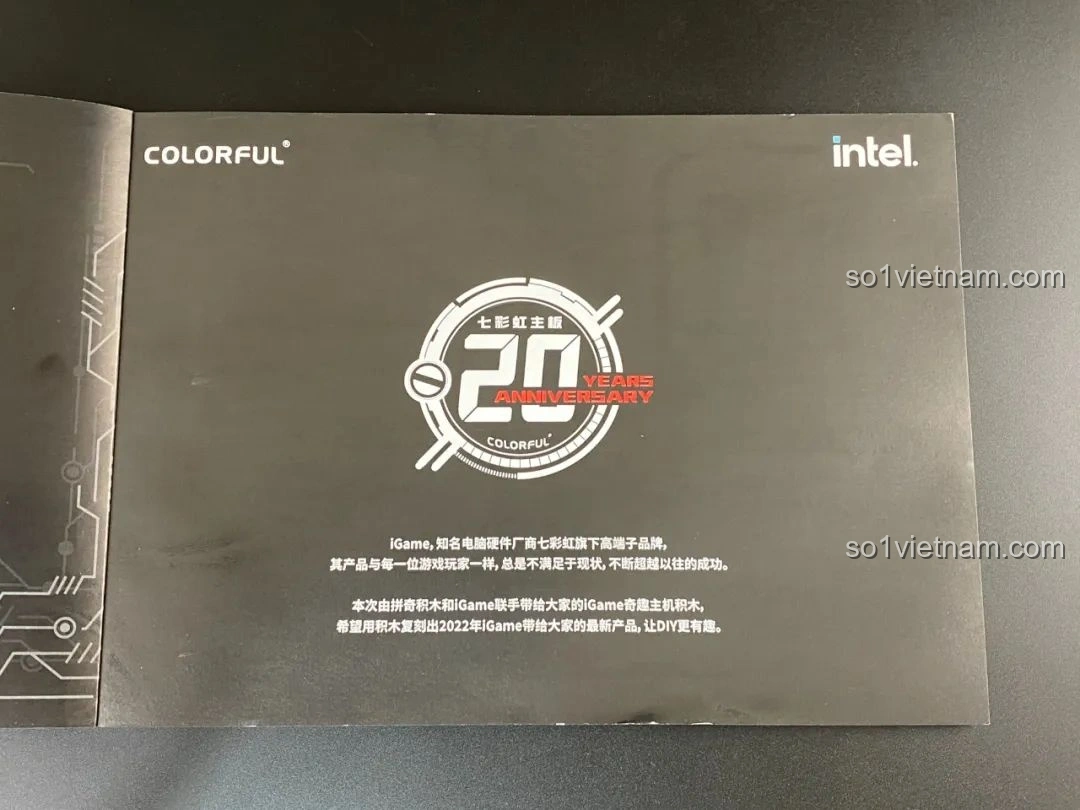 COLORFUL®
intel.
so1vietnam.com
七彩虹主板
20
YEARS
ANNIVERSARY
COLORFUL®
iGame,知名电脑硬件厂商七彩虹旗下高端子品牌,
其产品与每一位游戏玩家一样,总是不满足于现状,不断超越以往的成功。
so1vietnam.com
本次由拼奇积木和iGame联手带给大家的iGame奇趣主机积木,
希望用积木复刻出2022年iGame带给大家的最新产品,让DIY更有趣。